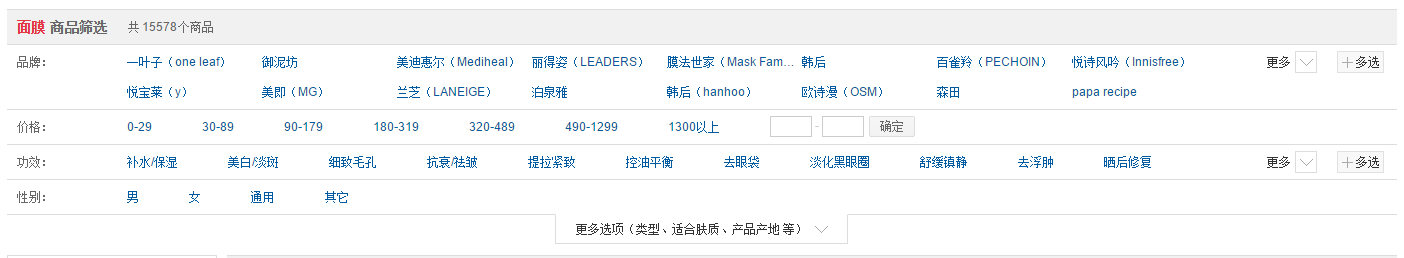 面膜 商品筛选 共 15578个商品
品牌： 一叶子（one leaf） 御泥坊 美迪惠尔（Mediheal） 丽得姿（LEADERS） 膜法世家（Mask Fam... 韩后 百雀羚（PECHOIN） 悦诗风吟（Innisfree） 更多 多选
悦宝莱（y） 美即（MG） 兰芝（LANEIGE） 泊泉雅 韩后（hanhoo） 欧诗漫（OSM） 森田 papa recipe
价格： 0-29 30-89 90-179 180-319 320-489 490-1299 1300以上 - 确定
功效： 补水/保湿 美白/淡斑 细致毛孔 抗衰/祛皱 提拉紧致 控油平衡 去眼袋 淡化黑眼圈 舒缓镇静 去浮肿 晒后修复 更多 多选
性别： 男 女 通用 其它
更多选项（类型、适合肤质、产品产地 等）